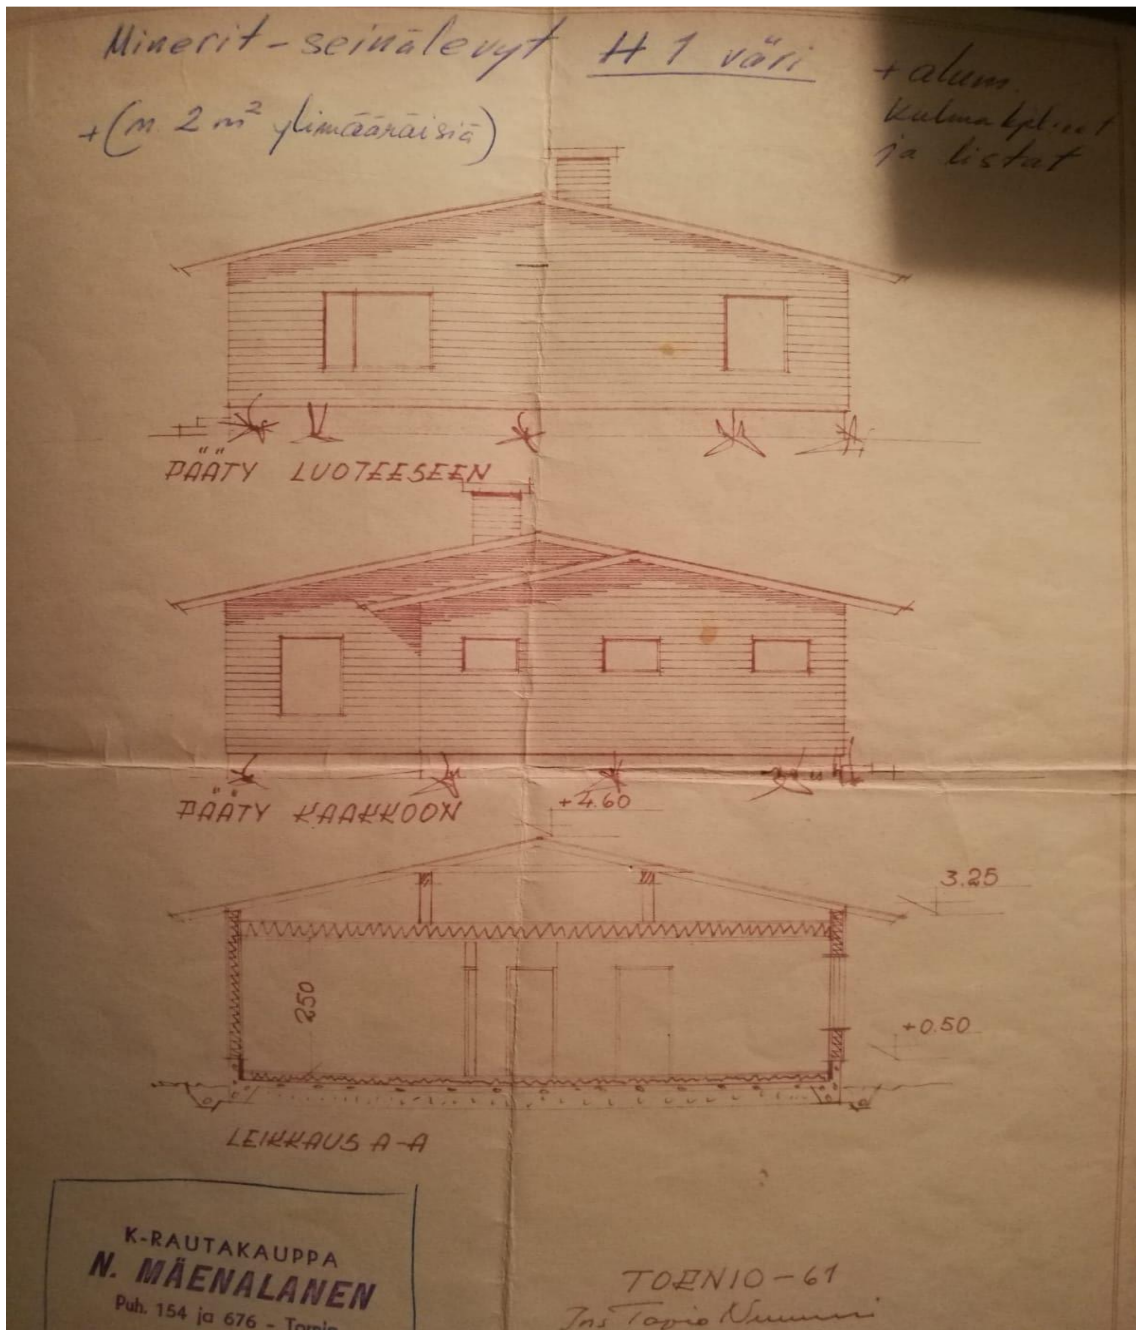 Minerit-seinälevyt H 1 väri
+ alum.
+ (n. 2 m² ylimääräisiä)
ja listat
PÄÄTY LUOTEESEEN
PÄÄTY KAAKKOON
+4.60
3.25
250
+0.50
LEIKKAUS A-A
K-RAUTAKAUPPA
N. MÄENALANEN
Puh. 154 ja 676 - Tornio
TORNIO-61
Ins Tapio